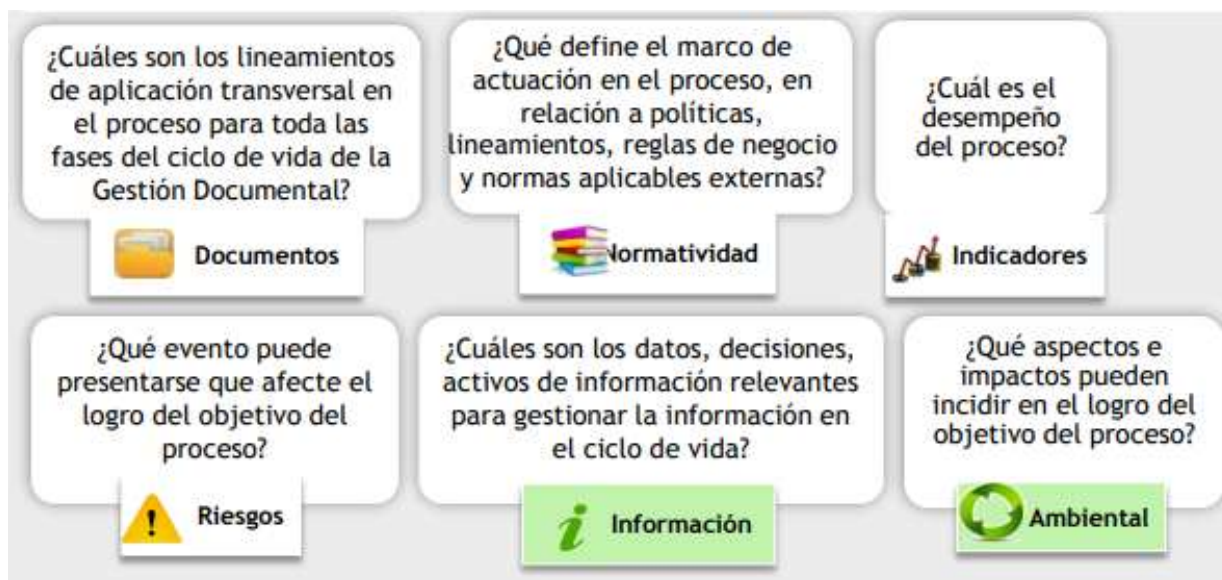 ¿Cuáles son los lineamientos
de aplicación transversal en
el proceso para toda las
fases del ciclo de vida de la
Gestión Documental?
Documentos
¿Qué define el marco de
actuación en el proceso, en
relación a políticas,
lineamientos, reglas de negocio
y normas aplicables externas?
Normatividad
¿Cuál es el
desempeño
del proceso?
Indicadores
¿Qué evento puede
presentarse que afecte el
logro del objetivo del
proceso?
Riesgos
¿Cuáles son los datos, decisiones,
activos de información relevantes
para gestionar la información en
el ciclo de vida?
Información
¿Qué aspectos e
impactos pueden
incidir en el logro del
objetivo del proceso?
Ambiental